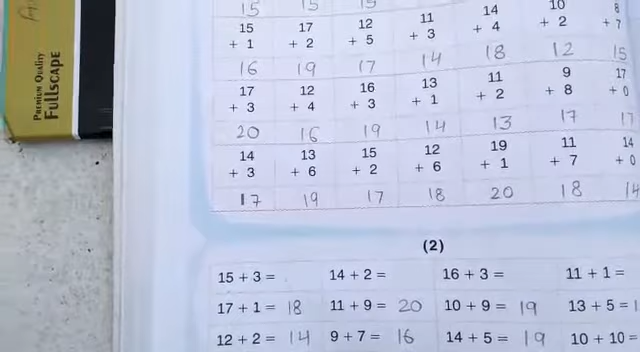 PREMIUM QUALITY
FULLSCAPE
15 15 15
15 17 12 11 14 10 8
+ 1 + 2 + 5 + 3 + 4 + 2 + 7
16 19 17 14 18 12 15
17 12 16 13 11 9 17
+ 3 + 4 + 3 + 1 + 2 + 8 + 0
20 16 19 14 13 17 17
14 13 15 12 19 11 14
+ 3 + 6 + 2 + 6 + 1 + 7 + 0
17 19 17 18 20 18 14
(2)
15 + 3 = 14 + 2 = 16 + 3 = 11 + 1 =
17 + 1 = 18 11 + 9 = 20 10 + 9 = 19 13 + 5 = 1
12 + 2 = 14 9 + 7 = 16 14 + 5 = 19 10 + 10 =